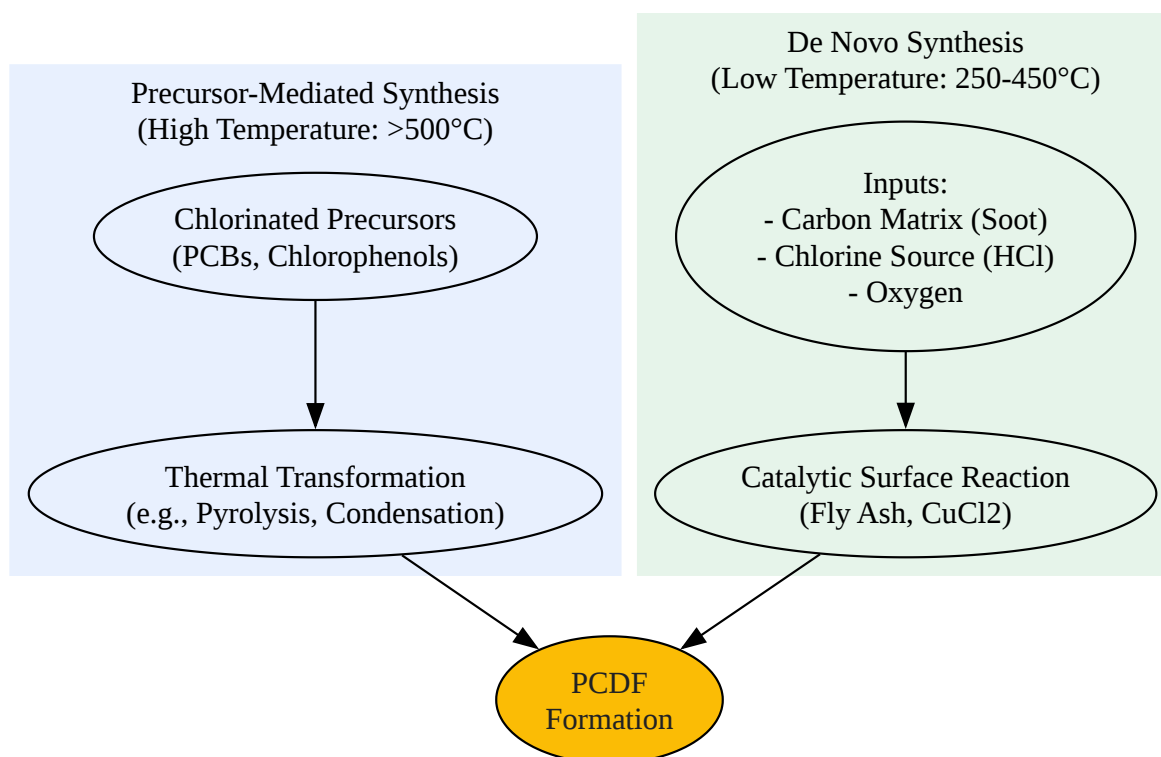 Precursor-Mediated Synthesis
(High Temperature: >500°C)
Chlorinated Precursors
(PCBs, Chlorophenols)
Thermal Transformation
(e.g., Pyrolysis, Condensation)
De Novo Synthesis
(Low Temperature: 250-450°C)
Inputs:
- Carbon Matrix (Soot)
- Chlorine Source (HCl)
- Oxygen
Catalytic Surface Reaction
(Fly Ash, CuCl2)
PCDF
Formation